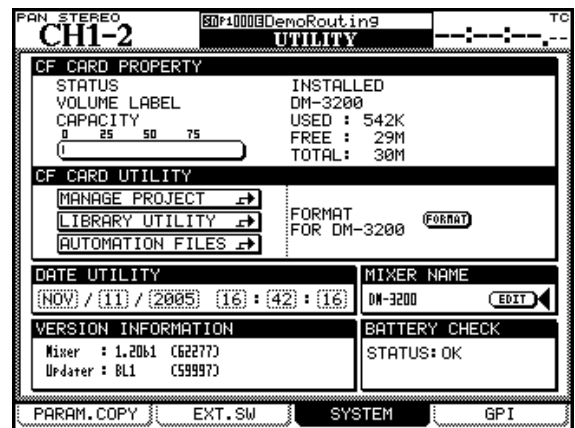 PAN STEREO
CH1-2
DemoRouting
UTILITY
TC
--:--:--.--
CF CARD PROPERTY
STATUS INSTALLED
VOLUME LABEL DM-3200
CAPACITY USED : 542K
0 25 50 75
FREE : 29M
TOTAL: 30M
CF CARD UTILITY
MANAGE PROJECT
LIBRARY UTILITY
AUTOMATION FILES
FORMAT
FOR DM-3200
FORMAT
DATE UTILITY
NOV / 11 / 2005 16 : 42 : 16
MIXER NAME
DM-3200 EDIT
VERSION INFORMATION
Mixer : 1.20b1 (62277)
Updater : BL1 (59997)
BATTERY CHECK
STATUS: OK
PARAM.COPY EXT.SW SYSTEM GPI